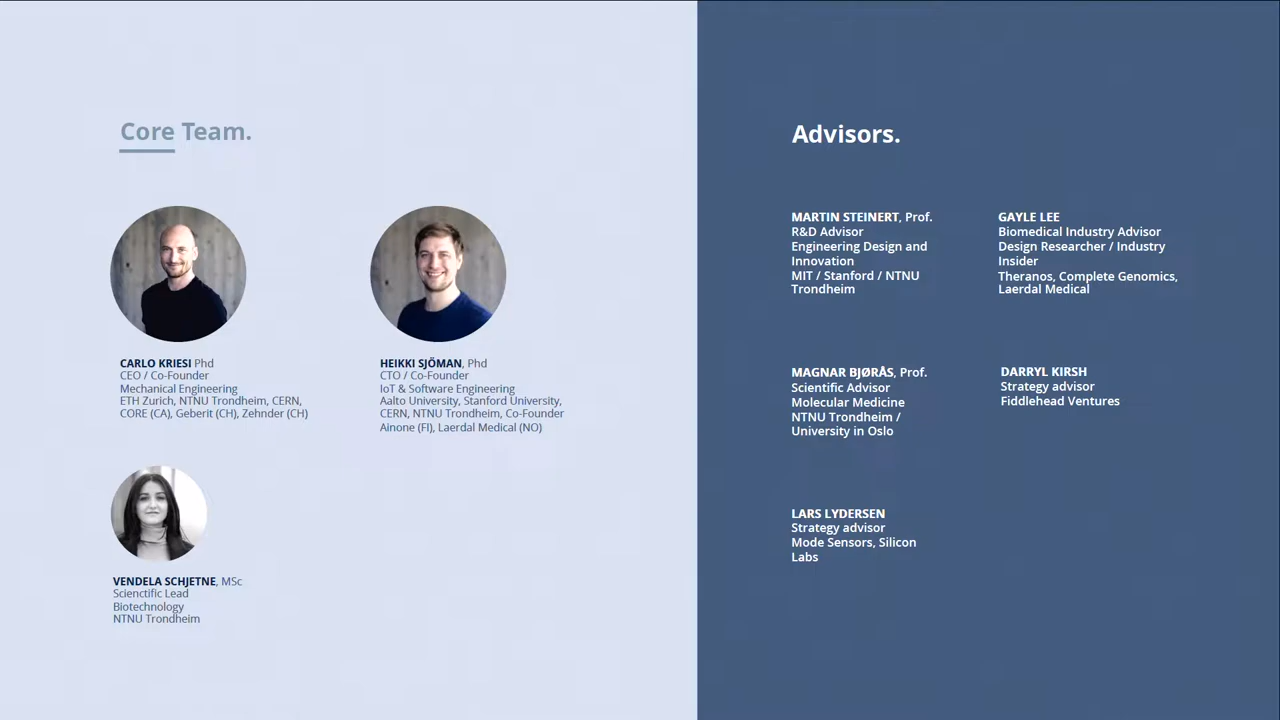 Core Team.
CARLO KRIESI Phd
CEO / Co-Founder
Mechanical Engineering
ETH Zurich, NTNU Trondheim, CERN,
CORE (CA), Geberit (CH), Zehnder (CH)
HEIKKI SJÖMAN, Phd
CTO / Co-Founder
IoT & Software Engineering
Aalto University, Stanford University,
CERN, NTNU Trondheim, Co-Founder
Ainone (FI), Laerdal Medical (NO)
VENDELA SCHJETNE, MSc
Scienctific Lead
Biotechnology
NTNU Trondheim
Advisors.
MARTIN STEINERT, Prof.
R&D Advisor
Engineering Design and
Innovation
MIT / Stanford / NTNU
Trondheim
GAYLE LEE
Biomedical Industry Advisor
Design Researcher / Industry
Insider
Theranos, Complete Genomics,
Laerdal Medical
MAGNAR BJØRÅS, Prof.
Scientific Advisor
Molecular Medicine
NTNU Trondheim /
University in Oslo
DARRYL KIRSH
Strategy advisor
Fiddlehead Ventures
LARS LYDERSEN
Strategy advisor
Mode Sensors, Silicon
Labs